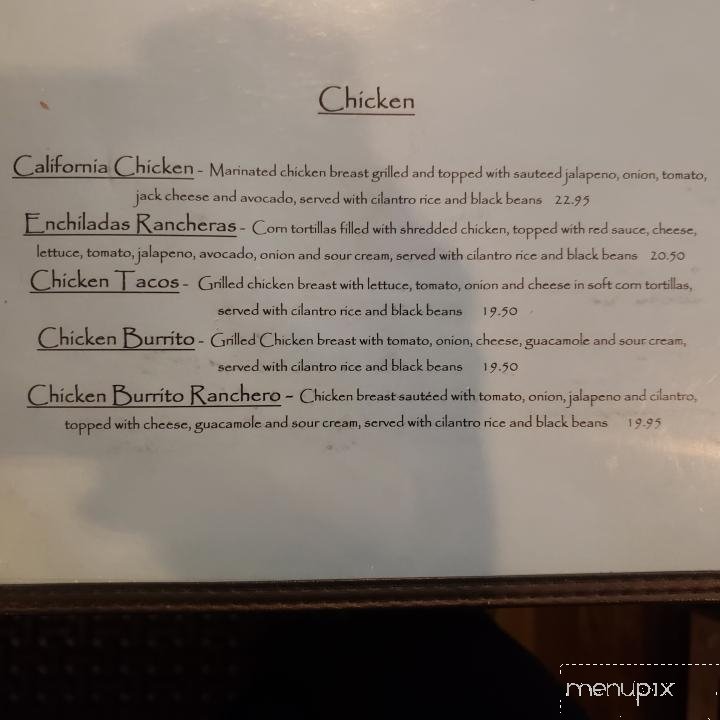 Chicken
California Chicken - Marinated chicken breast grilled and topped with sauteed jalapeno, onion, tomato,
jack cheese and avocado, served with cilantro rice and black beans 22.95
Enchiladas Rancheras - Corn tortillas filled with shredded chicken, topped with red sauce, cheese,
lettuce, tomato, jalapeno, avocado, onion and sour cream, served with cilantro rice and black beans 20.50
Chicken Tacos - Grilled chicken breast with lettuce, tomato, onion and cheese in soft corn tortillas,
served with cilantro rice and black beans 19.50
Chicken Burrito - Grilled Chicken breast with tomato, onion, cheese, guacamole and sour cream,
served with cilantro rice and black beans 19.50
Chicken Burrito Ranchero - Chicken breast sautéed with tomato, onion, jalapeno and cilantro,
topped with cheese, guacamole and sour cream, served with cilantro rice and black beans 19.95
menupix